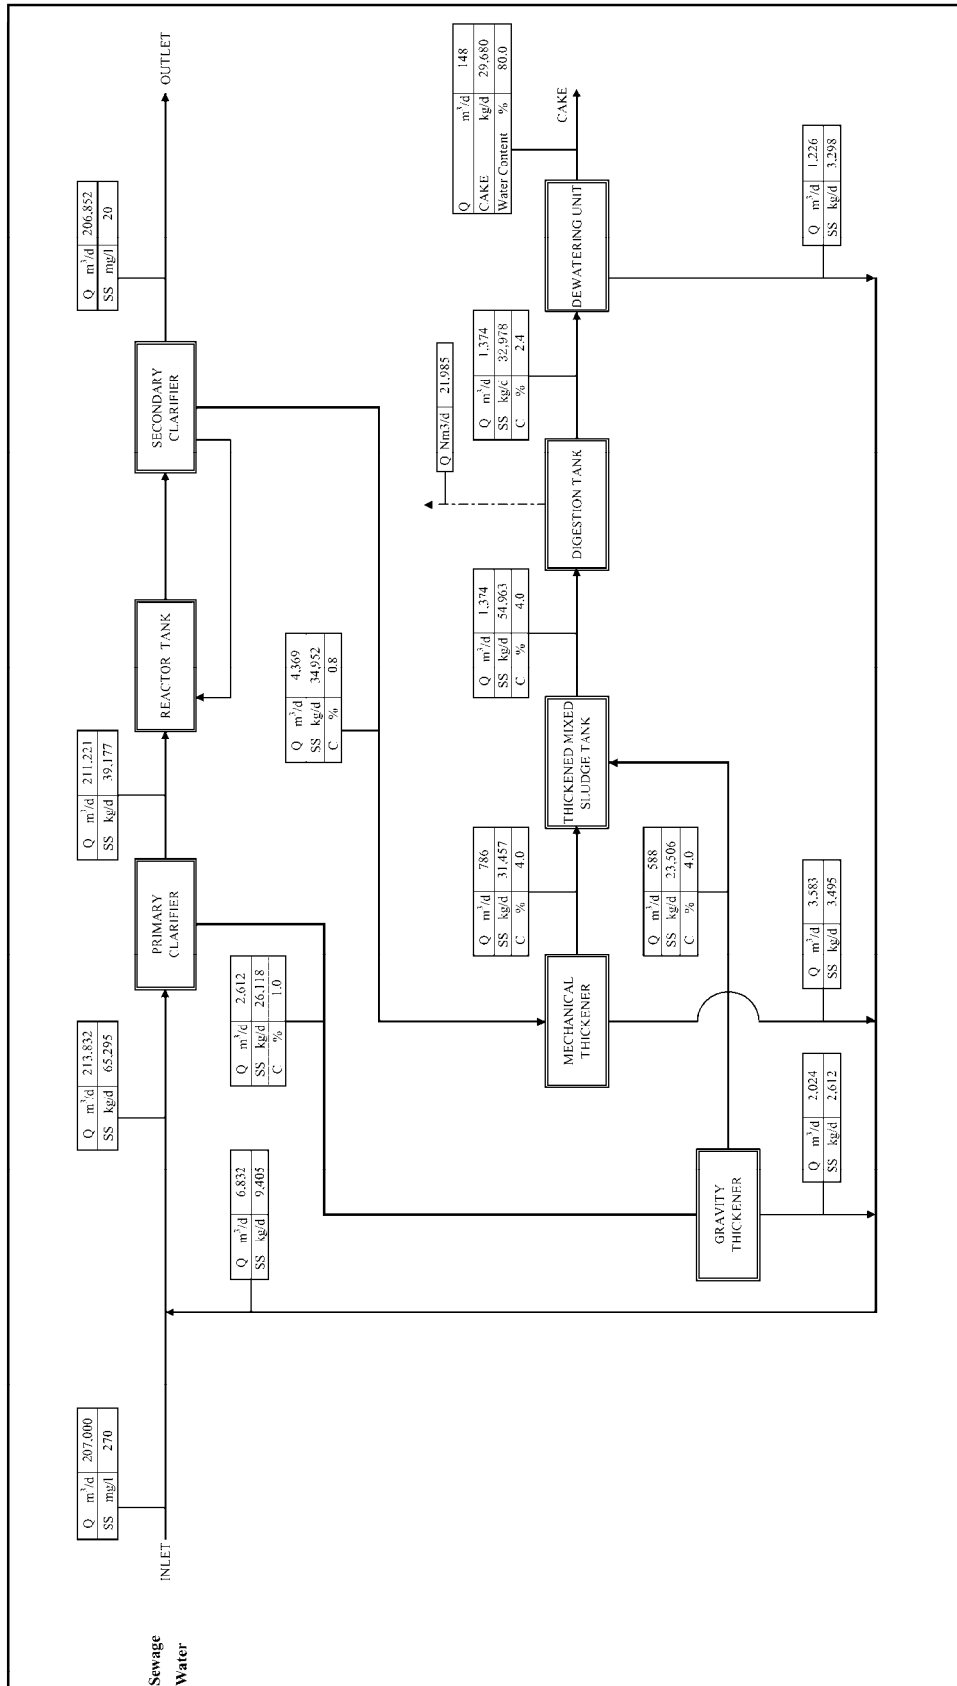 Sewage
Water
INLET
Q m³/d 207.000
SS mg/l 270
Q m³/d 6.832
SS kg/d 9.405
Q m³/d 213.832
SS kg/d 65.295
PRIMARY
CLARIFIER
Q m³/d 2.612
SS kg/d 26.118
C % 1.0
Q m³/d 211.221
SS kg/d 39.177
REACTOR TANK
SECONDARY
CLARIFIER
Q m³/d 206.852
SS mg/l 20
OUTLET
Q m³/d 4,369
SS kg/d 34,952
C % 0.8
GRAVITY
THICKENER
Q m³/d 2,024
SS kg/d 2,612
Q m³/d 588
SS kg/d 23,506
C % 4.0
MECHANICAL
THICKENER
Q m³/d 3.583
SS kg/d 3.495
Q m³/d 786
SS kg/d 31,457
C % 4.0
THICKENED MIXED
SLUDGE TANK
Q m³/d 1,374
SS kg/d 54.963
C % 4.0
DIGESTION TANK
Q Nm3/d 21,985
Q m³/d 1,374
SS kg/d 32,978
C % 2.4
DEWATERING UNIT
Q m³/d 148
CAKE kg/d 29,680
Water Content % 80.0
CAKE
Q m³/d 1.226
SS kg/d 3.298